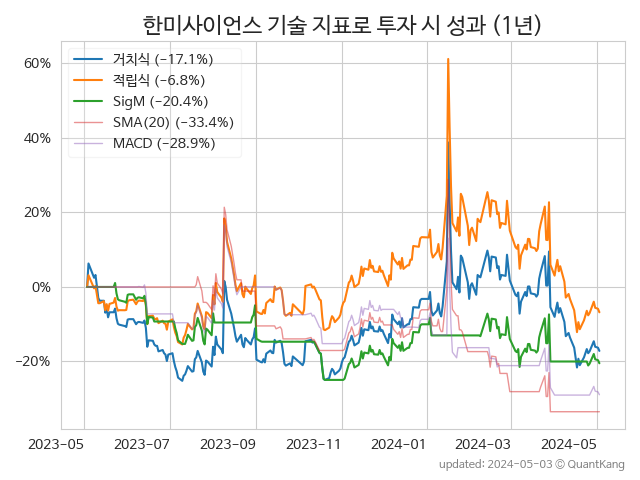 한미사이언스 기술 지표로 투자 시 성과 (1년)
60%
40%
20%
0%
−20%
거치식 (−17.1%)
적립식 (−6.8%)
SigM (−20.4%)
SMA(20) (−33.4%)
MACD (−28.9%)
2023-05 2023-07 2023-09 2023-11 2024-01 2024-03 2024-05
updated: 2024-05-03 ⓒ QuantKang